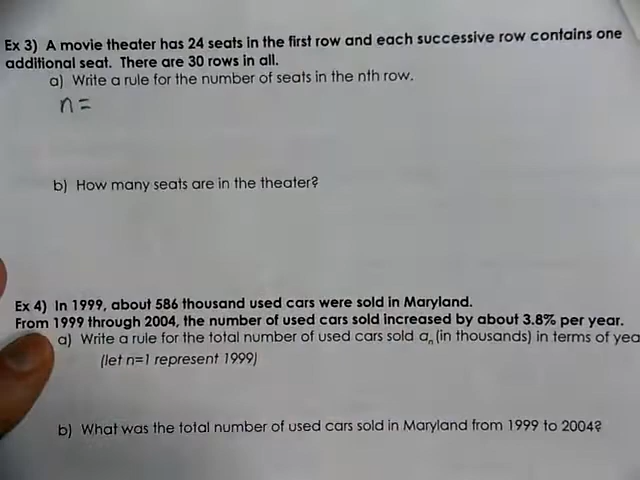 Ex 3) A movie theater has 24 seats in the first row and each successive row contains one
additional seat. There are 30 rows in all.
a) Write a rule for the number of seats in the nth row.
n =
b) How many seats are in the theater?
Ex 4) In 1999, about 586 thousand used cars were sold in Maryland.
From 1999 through 2004, the number of used cars sold increased by about 3.8% per year.
a) Write a rule for the total number of used cars sold aₙ (in thousands) in terms of yea
(let n=1 represent 1999)
b) What was the total number of used cars sold in Maryland from 1999 to 2004?